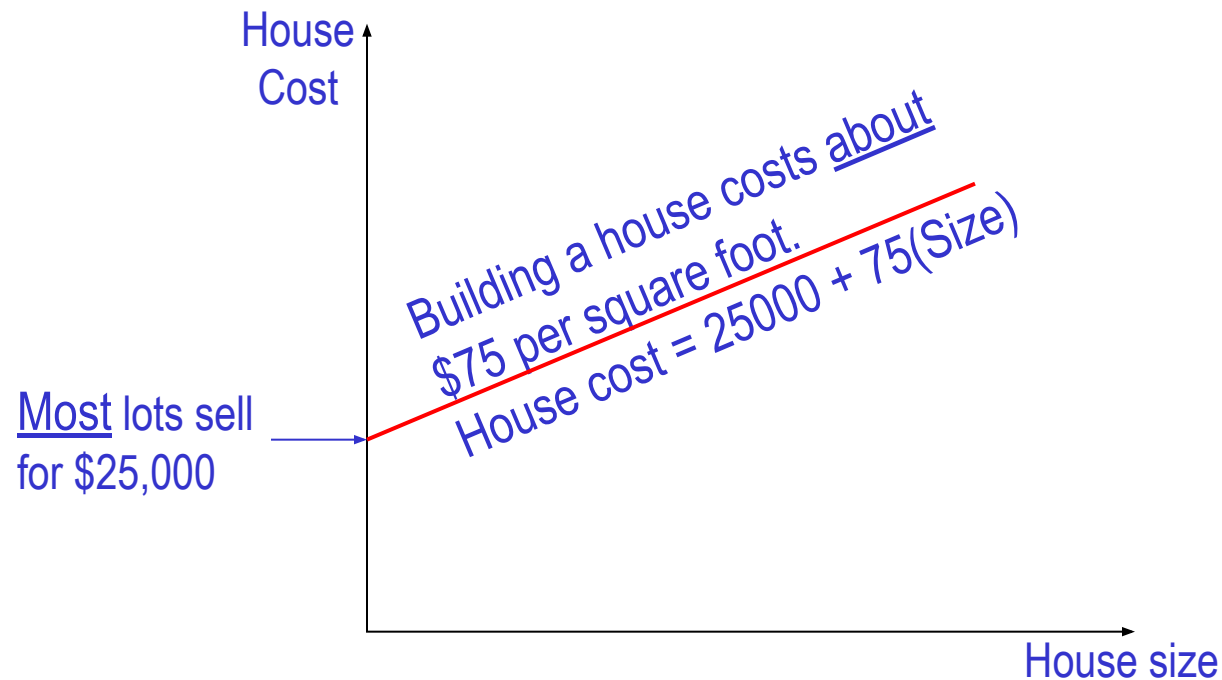 House
Cost
Building a house costs about
$75 per square foot.
House cost = 25000 + 75(Size)
Most lots sell
for $25,000
House size